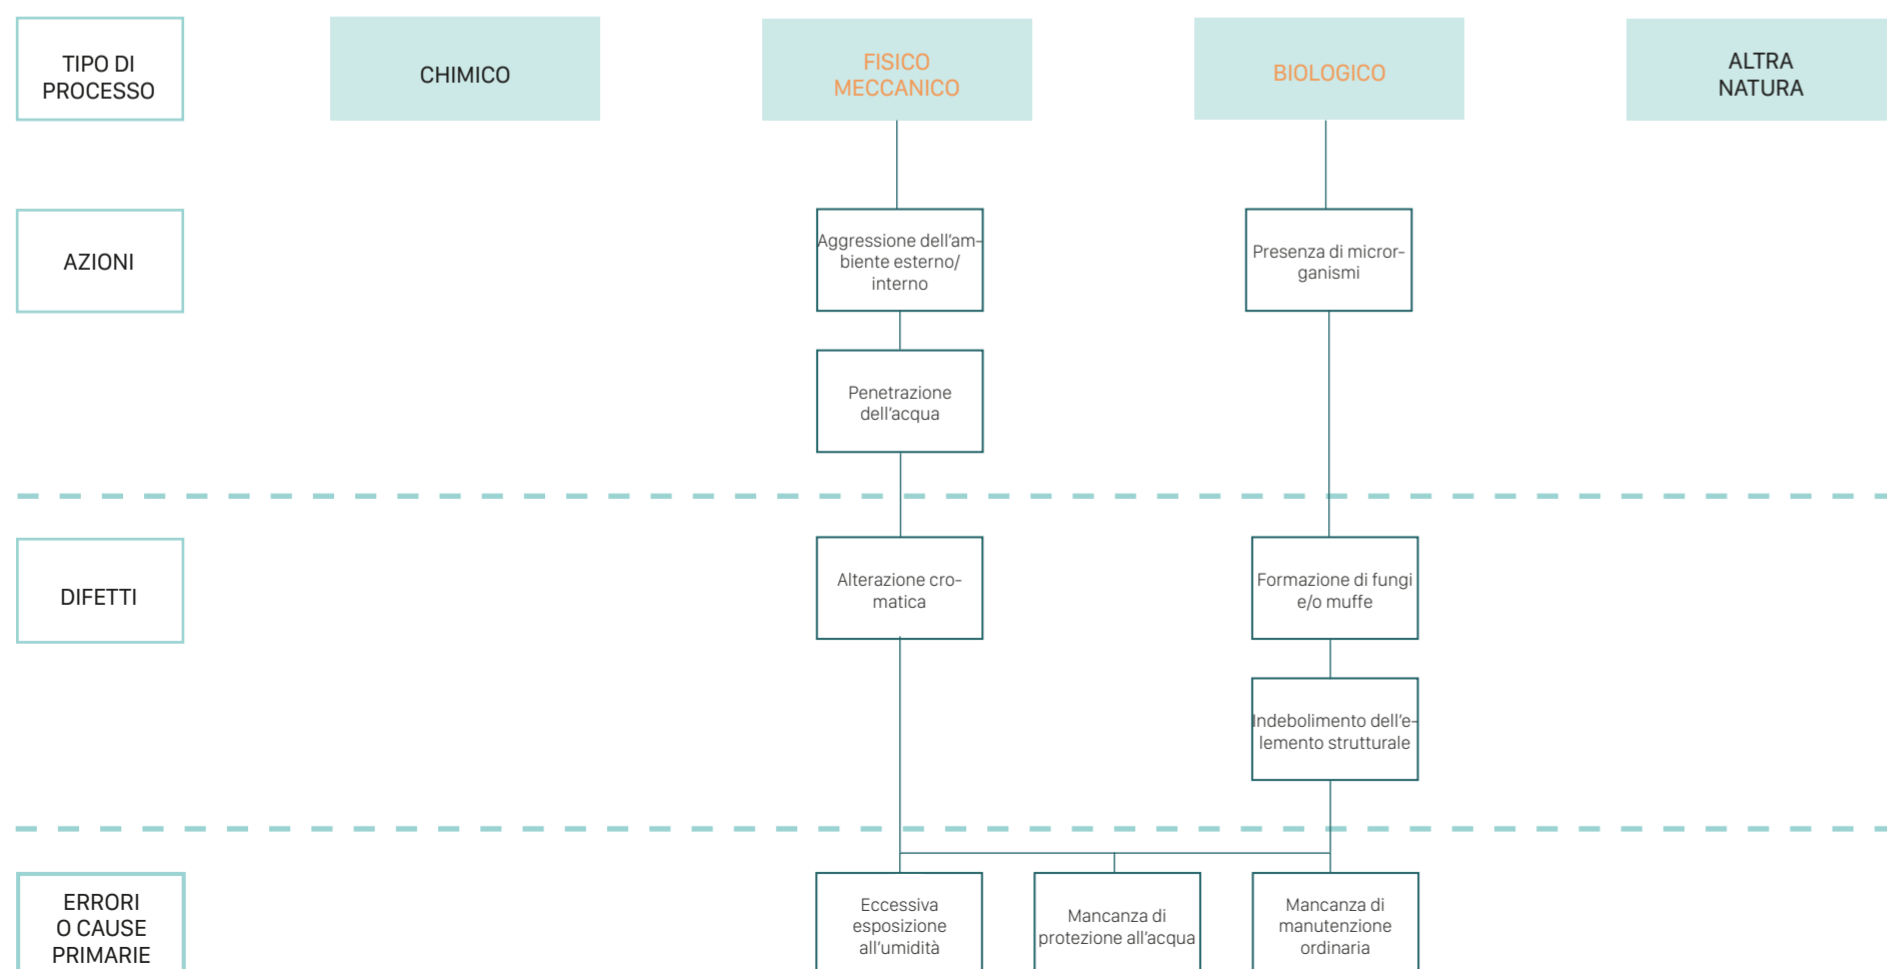 TIPO DI
PROCESSO
CHIMICO
FISICO
MECCANICO
BIOLOGICO
ALTRA
NATURA
AZIONI
Aggressione dell'am-
biente esterno/
interno
Presenza di micror-
ganismi
Penetrazione
dell'acqua
DIFETTI
Alterazione cro-
matica
Formazione di fungi
e/o muffe
Indebolimento dell'e-
lemento strutturale
ERRORI
O CAUSE
PRIMARIE
Eccessiva
esposizione
all'umidità
Mancanza di
protezione all'acqua
Mancanza di
manutenzione
ordinaria